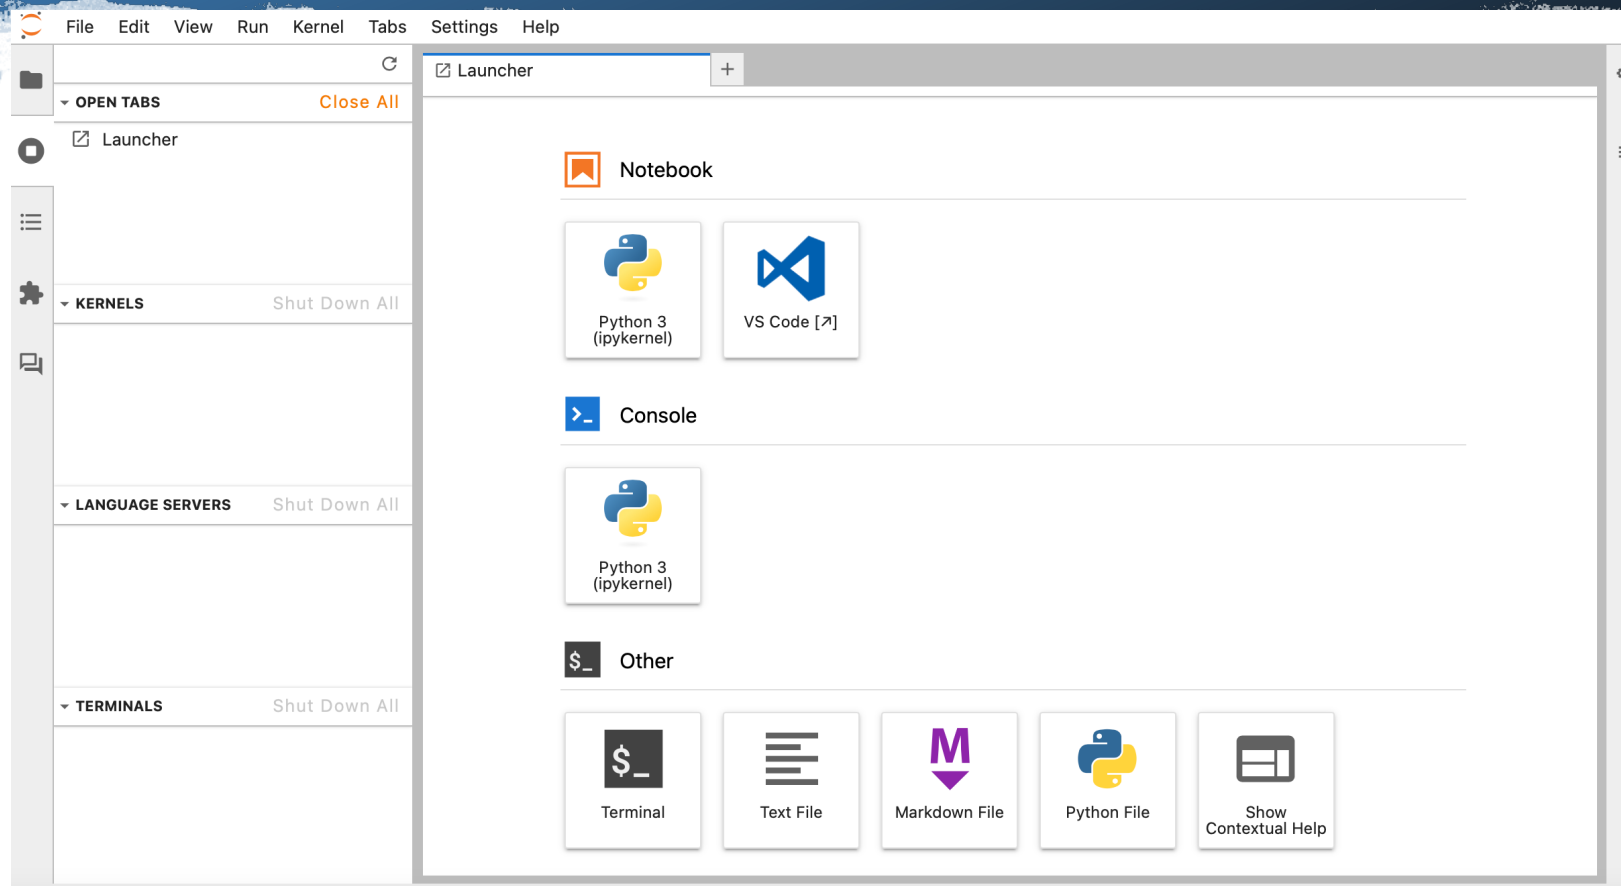 File Edit View Run Kernel Tabs Settings Help
Launcher
OPEN TABS Close All
Launcher
Notebook
Python 3
(ipykernel)
VS Code [↗]
KERNELS Shut Down All
Console
Python 3
(ipykernel)
LANGUAGE SERVERS Shut Down All
$_ Other
TERMINALS Shut Down All
$_
Terminal
Text File
M
Markdown File
Python File
Show
Contextual Help